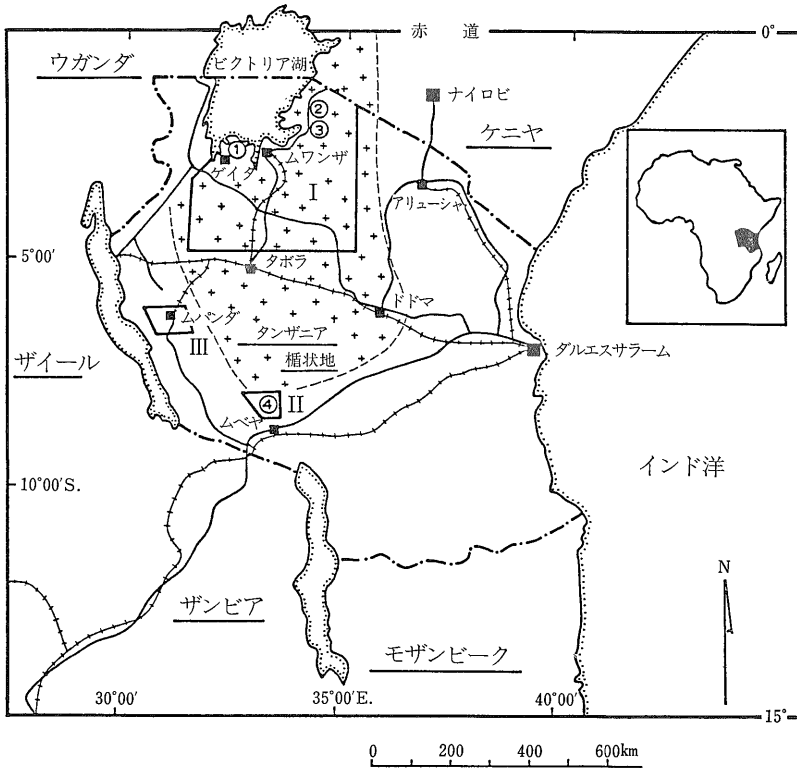 赤道
0°
ウガンダ
ビクトリア湖
ナイロビ
ケニヤ
②
③
①
ムワンザ
ゲイタ
I
アリューシャ
5°00′
タボラ
ドドマ
ムパンダ
タンザニア
楯状地
III
ザイール
ダルエスサラーム
④
II
ムベヤ
インド洋
10°00′S.
N
ザンビア
モザンビーク
30°00′
35°00′E.
40°00′
15°
0 200 400 600km